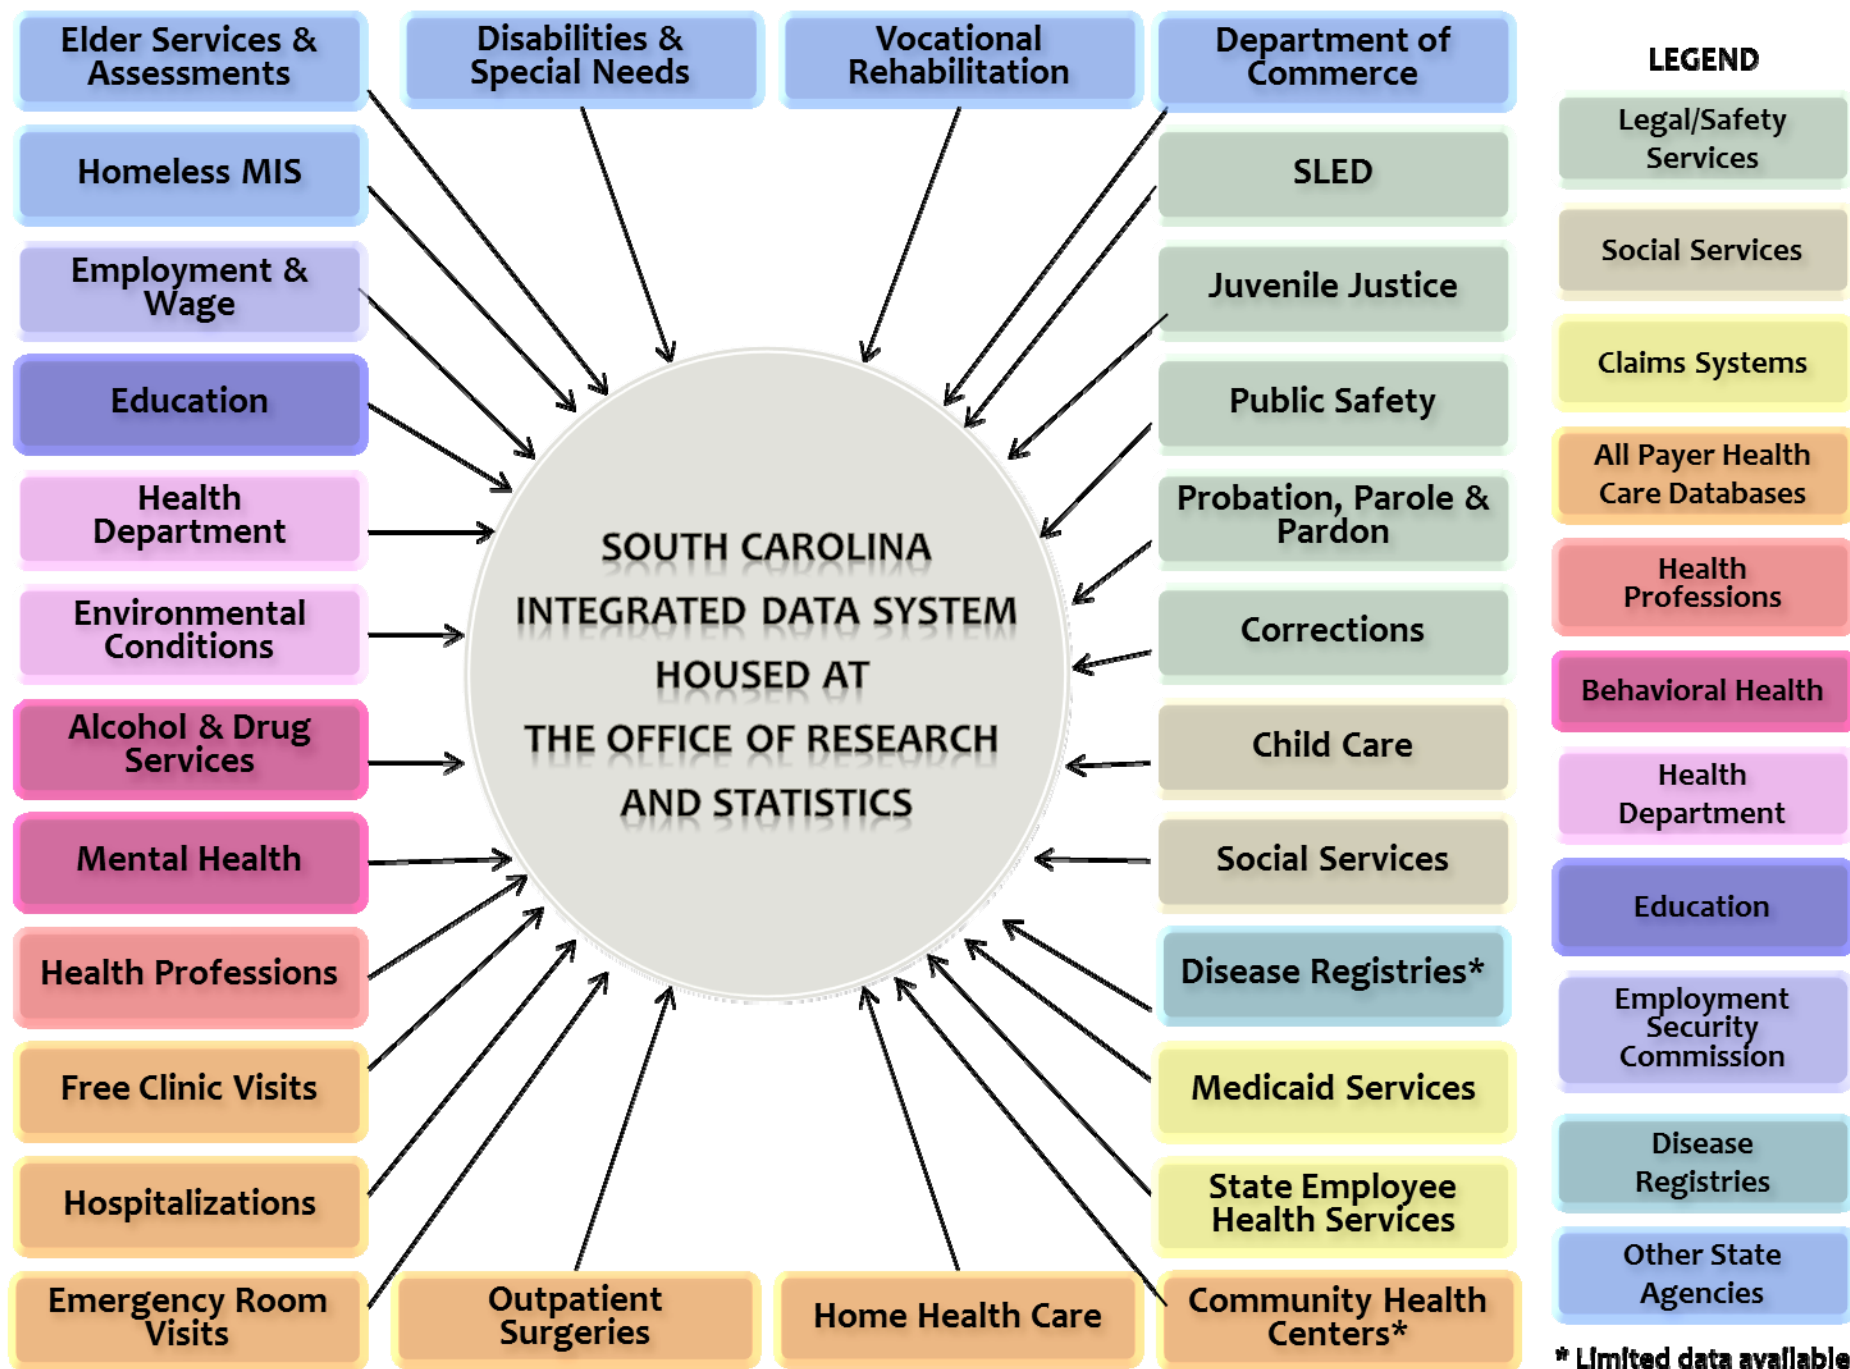 Elder Services &
Assessments
Disabilities &
Special Needs
Vocational
Rehabilitation
Department of
Commerce
Homeless MIS
Employment &
Wage
Education
Health
Department
Environmental
Conditions
Alcohol & Drug
Services
Mental Health
Health Professions
Free Clinic Visits
Hospitalizations
Emergency Room
Visits
Outpatient
Surgeries
Home Health Care
SOUTH CAROLINA
INTEGRATED DATA SYSTEM
HOUSED AT
THE OFFICE OF RESEARCH
AND STATISTICS
SLED
Juvenile Justice
Public Safety
Probation, Parole &
Pardon
Corrections
Child Care
Social Services
Disease Registries*
Medicaid Services
State Employee
Health Services
Community Health
Centers*
LEGEND
Legal/Safety
Services
Social Services
Claims Systems
All Payer Health
Care Databases
Health
Professions
Behavioral Health
Health
Department
Education
Employment
Security
Commission
Disease
Registries
Other State
Agencies
* Limited data available